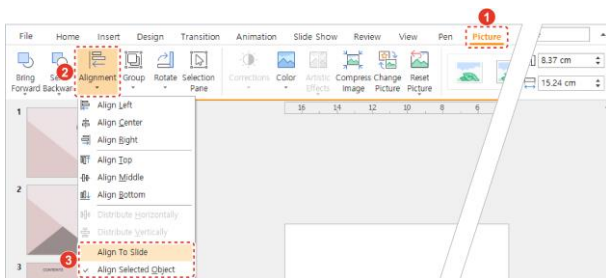 1
File Home Insert Design Transition Animation Slide Show Review View Pen Picture
8.37 cm
15.24 cm
2
Bring Forward Backward Alignment Group Rotate Selection Pane Corrections Color Artistic Effects Compress Image Change Picture Reset Picture
1
Align Left
16 14 12 10 8 6
Align Center
Align Right
Align Top
Align Middle
2
Align Bottom
Distribute Horizontally
Distribute Vertically
Align To Slide
3
3
Align Selected Object